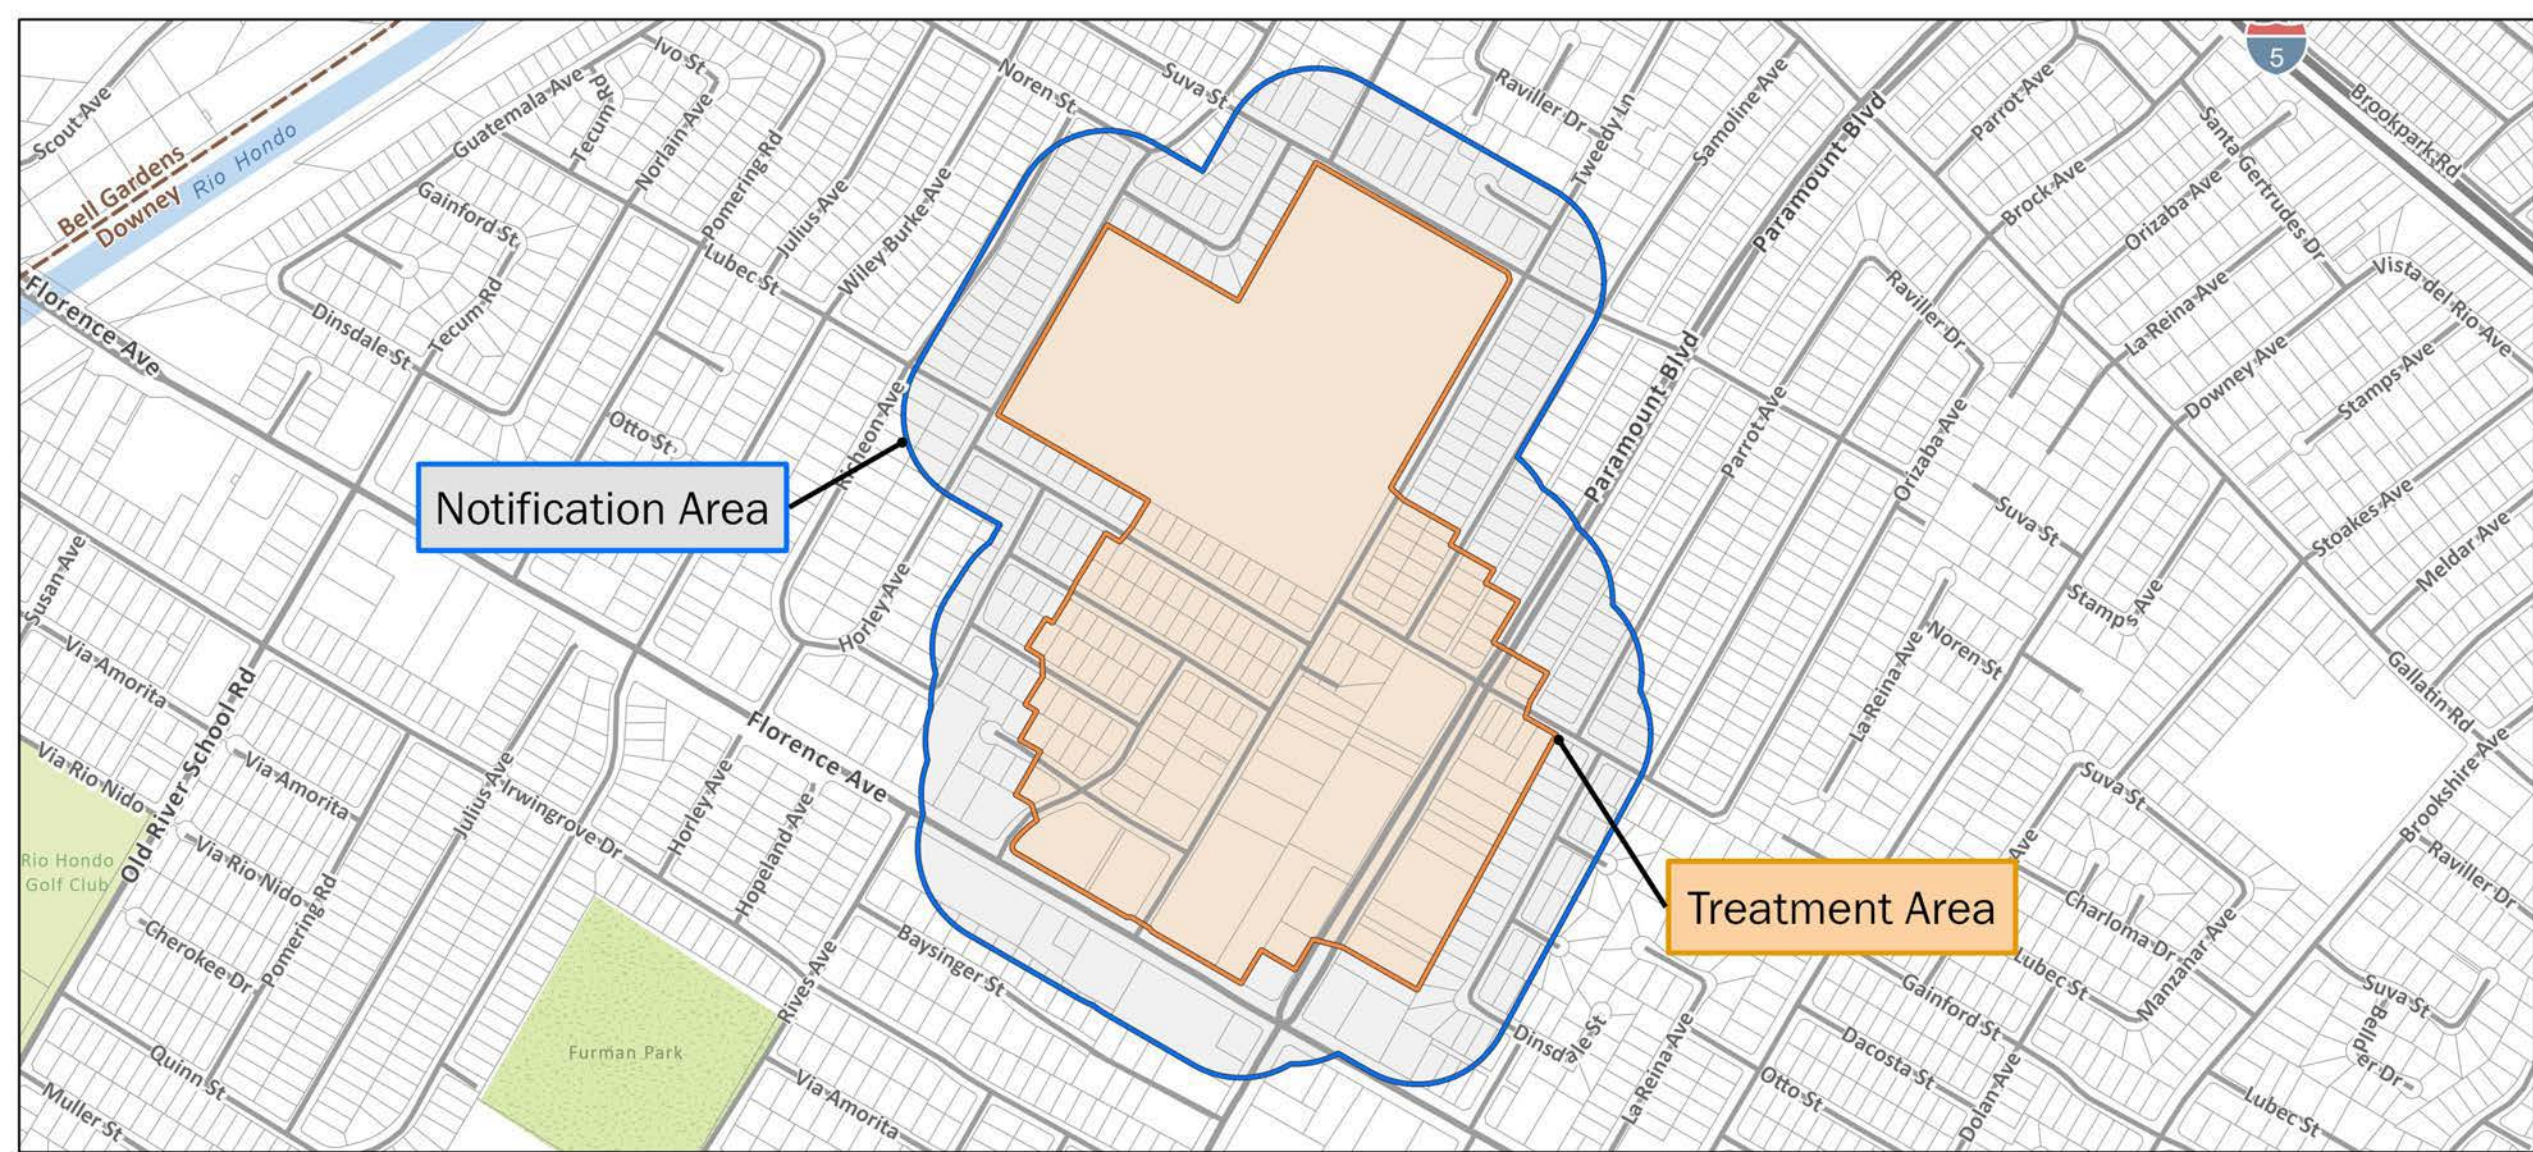 Ivo St
5
Guatemala Ave
Tecum Rd
Noren St
Suva St
Raviller Dr
Samoline Ave
Parrot Ave
Brookpark Rd
Scout Ave
Norlain Ave
Tweedy Ln
Paramount Blvd
Santa Gertrudes Dr
Bell Gardens
Downey
Rio Hondo
Pomering Rd
Julius Ave
Wiley Burke Ave
Brock Ave
Orizaba Ave
Gainford St
Lubec St
Raviller Dr
La Reina Ave
Vista del Rio Ave
Florence Ave
Dinsdale St
Tecum Rd
Paramount Blvd
Downey Ave
Stamps Ave
Otto St
Richeon Ave
Parrot Ave
Orizaba Ave
Notification Area
Suva St
Stoakes Ave
Meldar Ave
Susan Ave
Horley Ave
Stamps Ave
Via Amorita
La Reina Ave
Noren St
Gallatin Rd
Old River School Rd
Florence Ave
Via Rio Nido
Via Amorita
Julius Ave
Irwingrove Dr
Horley Ave
Hopeland Ave
Suva St
Brookshire Ave
Rio Hondo
Golf Club
Via Rio Nido
Pomering Rd
Ave
Raviller Dr
Treatment Area
Charloma Dr
Cherokee Dr
Rives Ave
Baysinger St
Lubec St
Manzanar Ave
Gainford St
Suva St
Quinn St
Furman Park
Dinsdale St
La Reina Ave
Dacosta St
Bellder Dr
Muller St
Via Amorita
Otto St
Dolan Ave
Lubec St